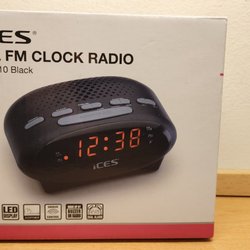 iCES®
FM CLOCK RADIO
10 Black
12:38
iCES
LED
DISPLAY